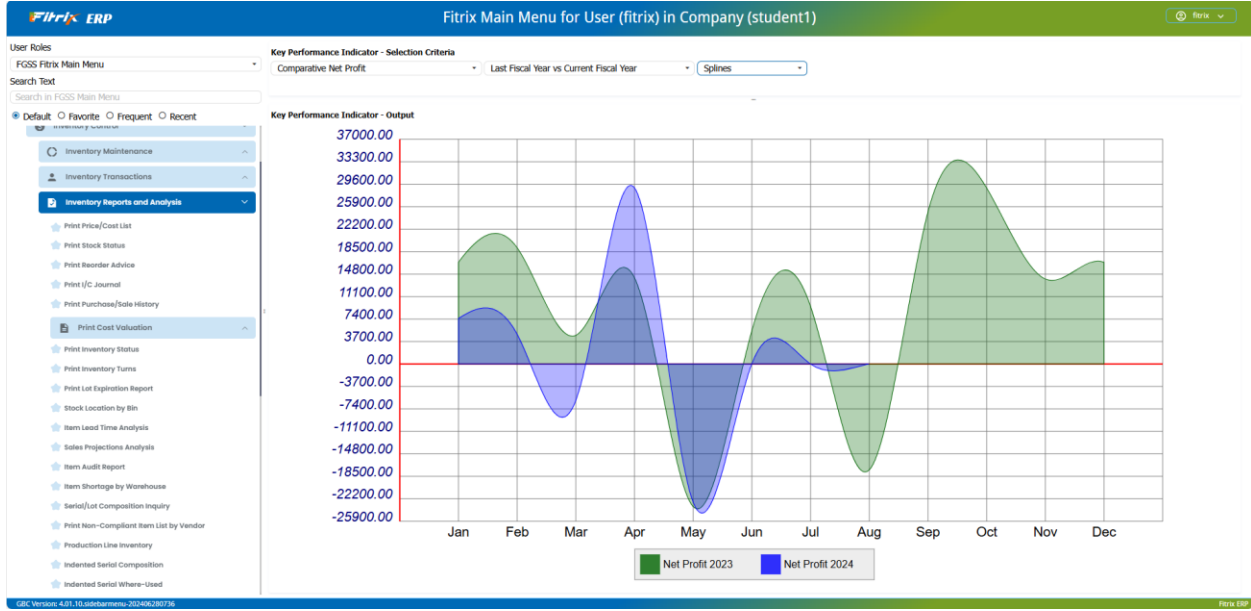 Fitrix ERP
Fitrix Main Menu for User (fitrix) in Company (student1)
fitrix
User Roles
FGSS Fitrix Main Menu
Search Text
Search in FGSS Main Menu
Default Favorite Frequent Recent
Inventory Control
Inventory Maintenance
Inventory Transactions
Inventory Reports and Analysis
Print Price/Cost List
Print Stock Status
Print Reorder Advice
Print I/C Journal
Print Purchase/Sale History
Print Cost Valuation
Print Inventory Status
Print Inventory Turns
Print Lot Expiration Report
Stock Location by Bin
Item Lead Time Analysis
Sales Projections Analysis
Item Audit Report
Item Shortage by Warehouse
Serial/Lot Composition Inquiry
Print Non-Compliant Item List by Vendor
Production Line Inventory
Indented Serial Composition
Indented Serial Where-Used
Key Performance Indicator - Selection Criteria
Comparative Net Profit Last Fiscal Year vs Current Fiscal Year Splines
Key Performance Indicator - Output
37000.00
33300.00
29600.00
25900.00
22200.00
18500.00
14800.00
11100.00
7400.00
3700.00
0.00
-3700.00
-7400.00
-11100.00
-14800.00
-18500.00
-22200.00
-25900.00
Jan Feb Mar Apr May Jun Jul Aug Sep Oct Nov Dec
Net Profit 2023 Net Profit 2024
GBC Version: 4.01.10.sidebarmenu-202406280736
Fitrix ERP